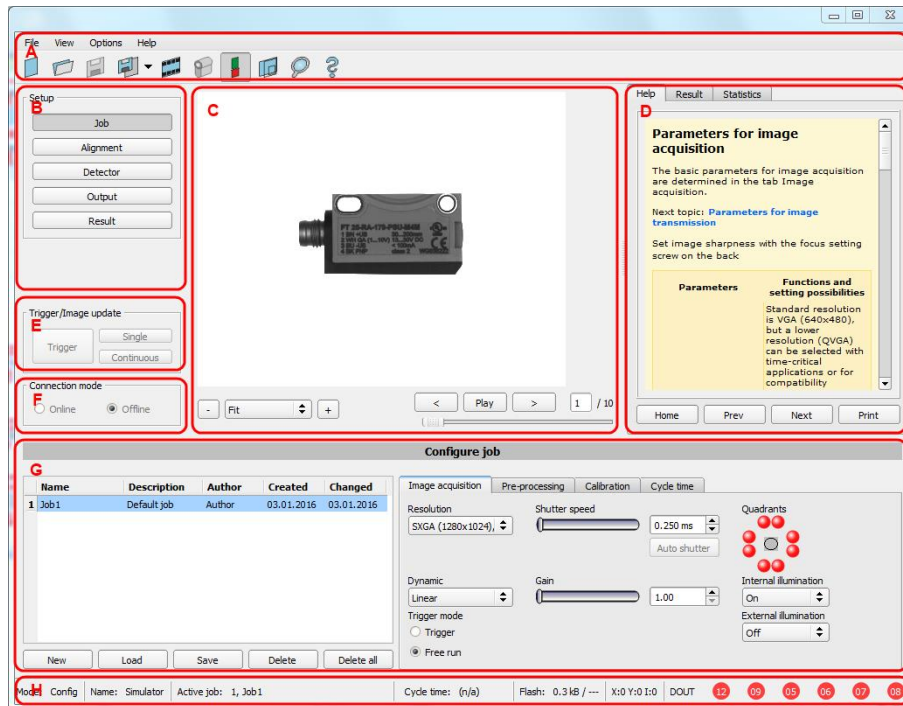 File View Options Help
A
Setup
B
Job
Alignment
Detector
Output
Result
Trigger/Image update
E
Trigger
Single
Continuous
Connection mode
F
Online Offline
C
- Fit +
< Play > 1 / 10
Help Result Statistics
D
Parameters for image
acquisition
The basic parameters for image acquisition
are determined in the tab Image
acquisition.
Next topic: Parameters for image
transmission
Set image sharpness with the focus setting
screw on the back
Parameters
Functions and
setting possibilities
Standard resolution
is VGA (640x480),
but a lower
resolution (QVGA)
can be selected with
time-critical
applications or for
compatibility
Home Prev Next Print
Configure job
G
Name Description Author Created Changed
1 Job1 Default job Author 03.01.2016 03.01.2016
New Load Save Delete Delete all
Image acquisition Pre-processing Calibration Cycle time
Resolution
SXGA (1280x1024),
Shutter speed
0.250 ms
Auto shutter
Quadrants
Dynamic
Linear
Gain
1.00
Internal illumination
On
Trigger mode
Trigger
Free run
External illumination
Off
H
Mode: Config Name: Simulator Active job: 1, Job1 Cycle time: (n/a) Flash: 0.3 kB / --- X:0 Y:0 I:0 DOUT 12 09 05 06 07 08